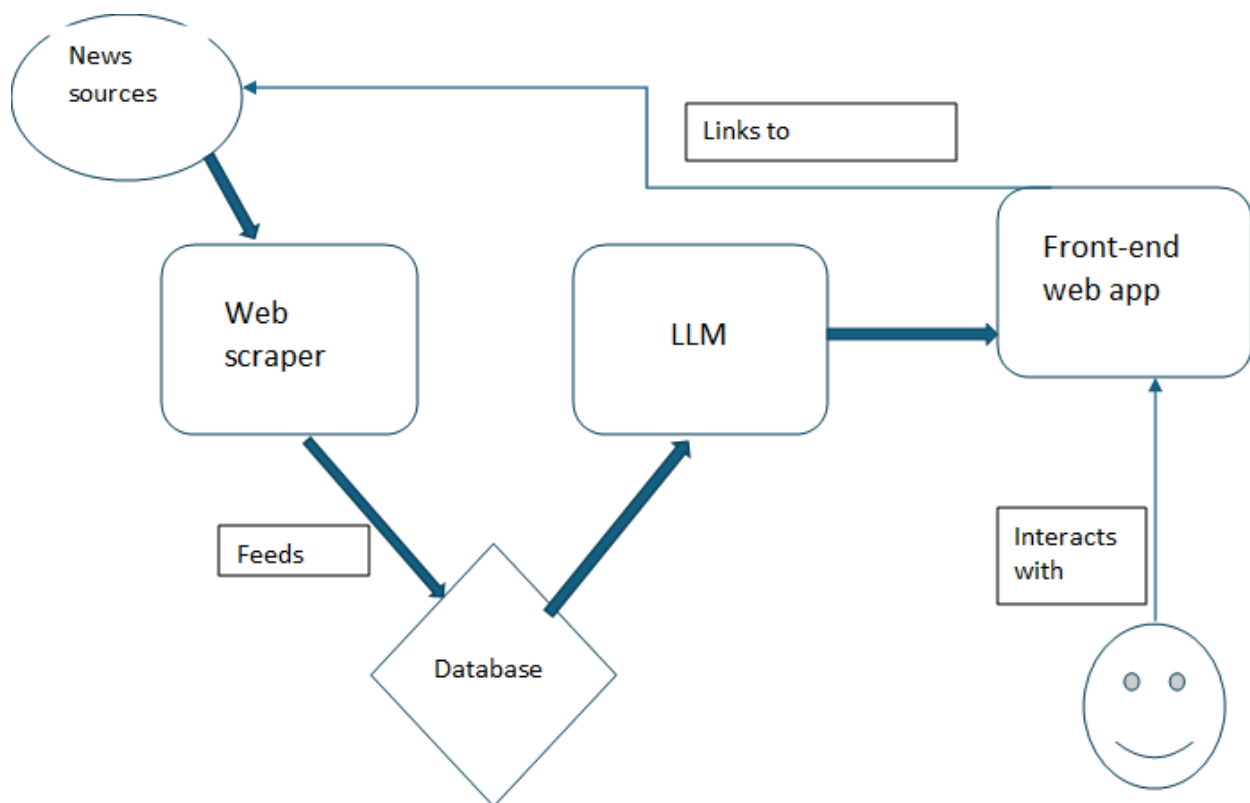 News
sources
Links to
Front-end
web app
Web
scraper
LLM
Feeds
Interacts
with
Database